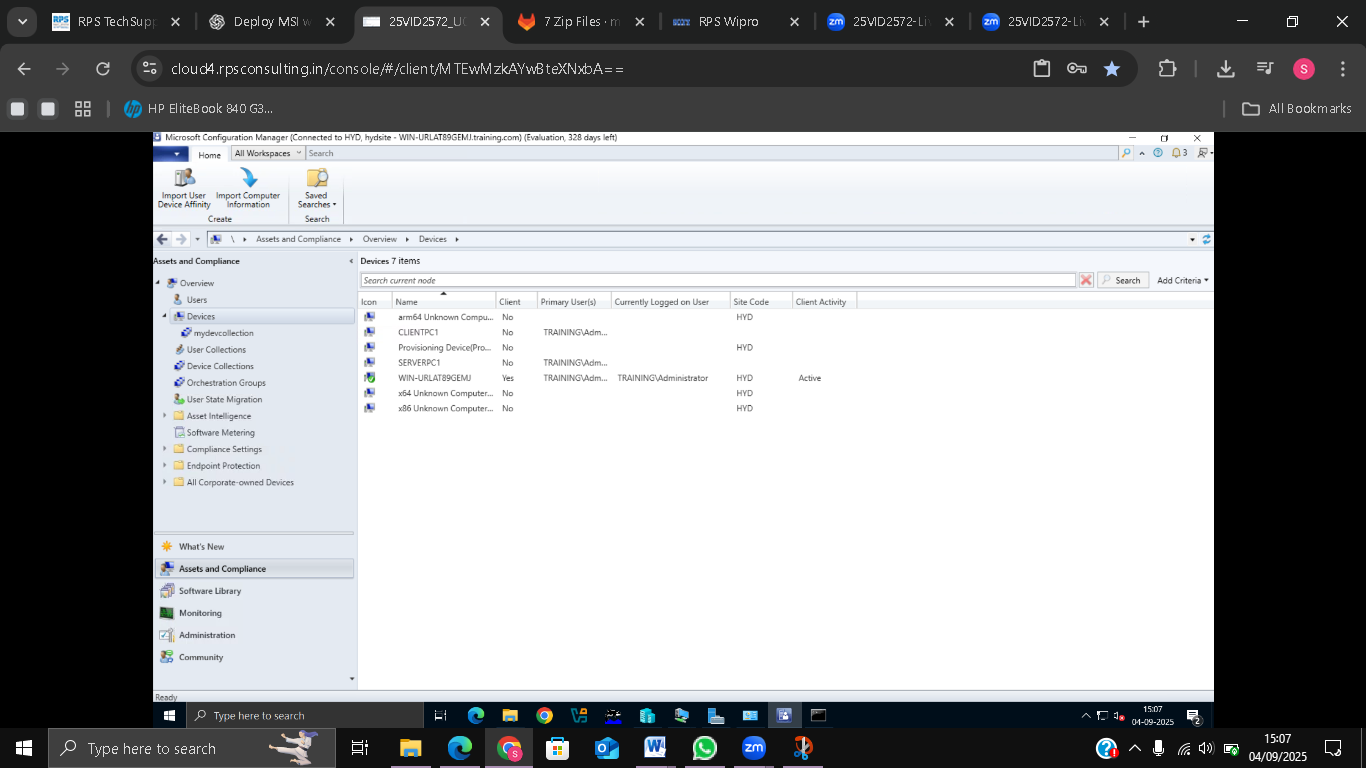 RPS TechSupp
Deploy MSI w
25VID2572_U
7 Zip Files - m
RPS Wipro
25VID2572-Liv
25VID2572-Liv
cloud4.rpsconsulting.in/console/#/client/MTEwMzkAYwBteXNxbA==
S
HP EliteBook 840 G3...
All Bookmarks
Microsoft Configuration Manager (Connected to HYD, hydsite - WIN-URLAT89GEMJ.training.com) (Evaluation, 328 days left)
Home
All Workspaces
Search
3
Import User Device Affinity
Import Computer Information
Saved Searches
Create
Search
\ Assets and Compliance Overview Devices
Assets and Compliance
Overview
Users
Devices
mydevcollection
User Collections
Device Collections
Orchestration Groups
User State Migration
Asset Intelligence
Software Metering
Compliance Settings
Endpoint Protection
All Corporate-owned Devices
What's New
Assets and Compliance
Software Library
Monitoring
Administration
Community
Devices 7 items
Search current node
Search
Add Criteria
Icon Name Client Primary User(s) Currently Logged on User Site Code Client Activity
arm64 Unknown Compu... No HYD
CLIENTPC1 No TRAINING\Adm...
Provisioning Device(Pro... No HYD
SERVERPC1 No TRAINING\Adm...
WIN-URLAT89GEMJ Yes TRAINING\Adm... TRAINING\Administrator HYD Active
x64 Unknown Computer... No HYD
x86 Unknown Computer... No HYD
Ready
Type here to search
15:07
04-09-2025
2
Type here to search
15:07
04/09/2025